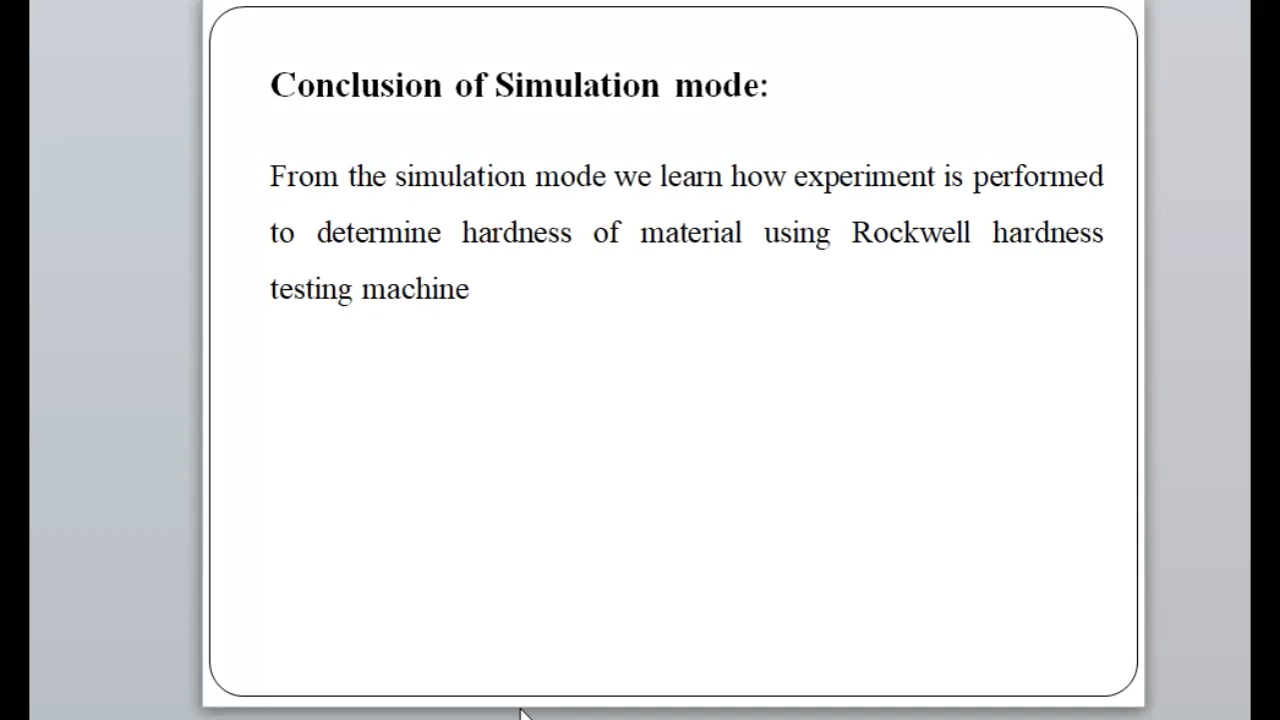 Conclusion of Simulation mode:
From the simulation mode we learn how experiment is performed
to determine hardness of material using Rockwell hardness
testing machine